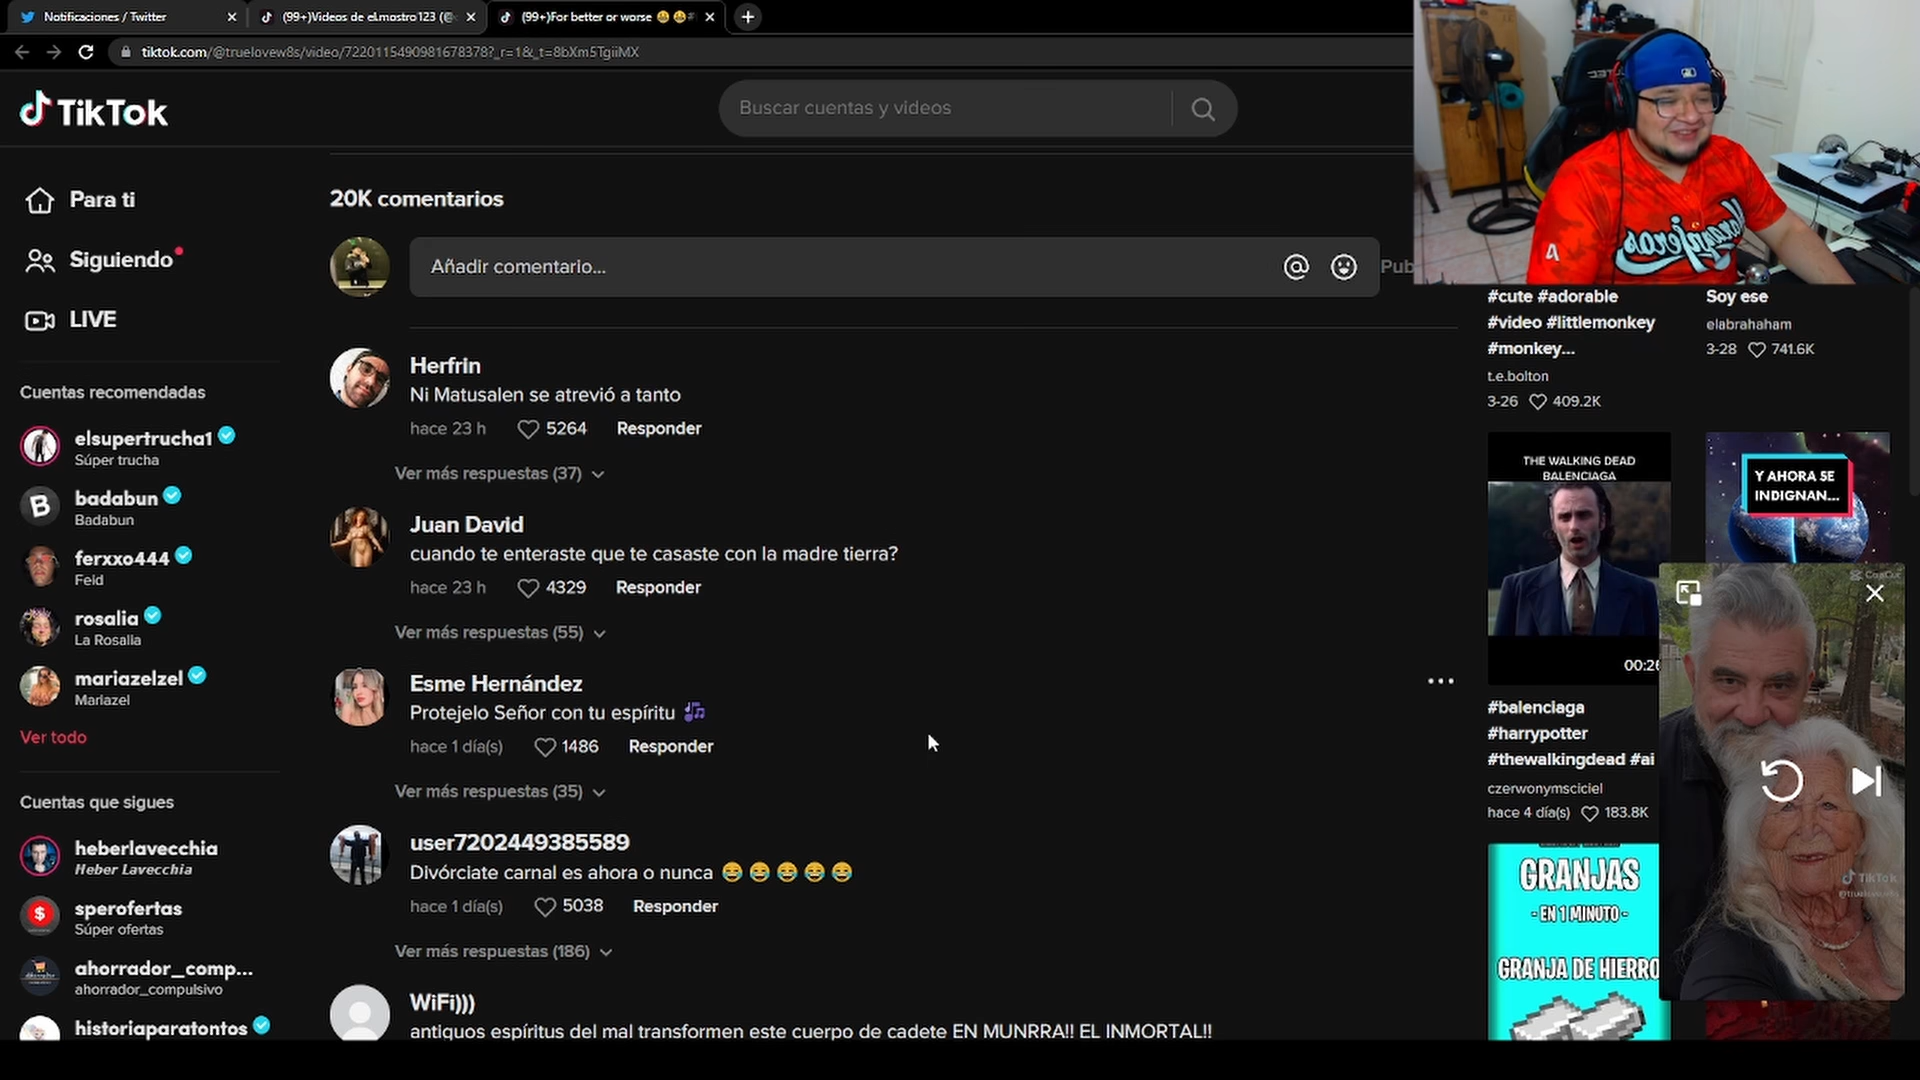 Notificaciones / Twitter
(99+)Videos de elmostro123 (@
(99+)For better or worse 😀 😀
tiktok.com/@truelovew8s/video/7220115490981678378?_r=1&_t=8bXm5TgiiMX
TikTok
Buscar cuentas y videos
Para ti
Siguiendo
LIVE
Cuentas recomendadas
elsupertrucha1
Súper trucha
badabun
Badabun
ferxxo444
Feid
rosalia
La Rosalia
mariazelzel
Mariazel
Ver todo
Cuentas que sigues
heberlavecchia
Heber Lavecchia
sperofertas
Súper ofertas
ahorrador_comp...
ahorrador_compulsivo
historiaparatontos
20K comentarios
Añadir comentario...
Pub
Herfrin
Ni Matusalen se atrevió a tanto
hace 23 h 5264 Responder
Ver más respuestas (37)
Juan David
cuando te enteraste que te casaste con la madre tierra?
hace 23 h 4329 Responder
Ver más respuestas (55)
Esme Hernández
Protejelo Señor con tu espíritu 🎶
hace 1 día(s) 1486 Responder
Ver más respuestas (35)
user7202449385589
Divórciate carnal es ahora o nunca 😂😂😂😂😂
hace 1 día(s) 5038 Responder
Ver más respuestas (186)
WiFi)))
antiguos espíritus del mal transformen este cuerpo de cadete EN MUNRRA!! EL INMORTAL!!
Naranjeros
#cute #adorable
#video #littlemonkey
#monkey...
t.e.bolton
3-26 409.2K
Soy ese
elabrahaham
3-28 741.6K
THE WALKING DEAD
BALENCIAGA
00:26
Y AHORA SE
INDIGNAN...
#balenciaga
#harrypotter
#thewalkingdead #ai
czerwonymsciciel
hace 4 día(s) 183.8K
GRANJAS
- EN 1 MINUTO -
GRANJA DE HIERRO
CapCut
TikTok